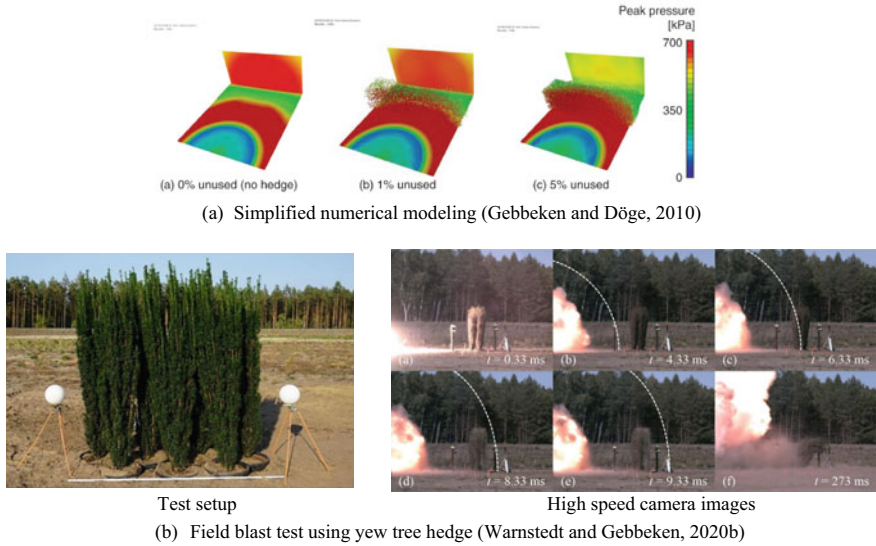 Peak pressure
[kPa]
700
350
0
(a) 0% unused (no hedge)
(b) 1% unused
(c) 5% unused
(a) Simplified numerical modeling (Gebbeken and Döge, 2010)
(a) t = 0.33 ms
(b) t = 4.33 ms
(c) t = 6.33 ms
(d) t = 8.33 ms
(e) t = 9.33 ms
(f) t = 273 ms
Test setup
High speed camera images
(b) Field blast test using yew tree hedge (Warnstedt and Gebbeken, 2020b)